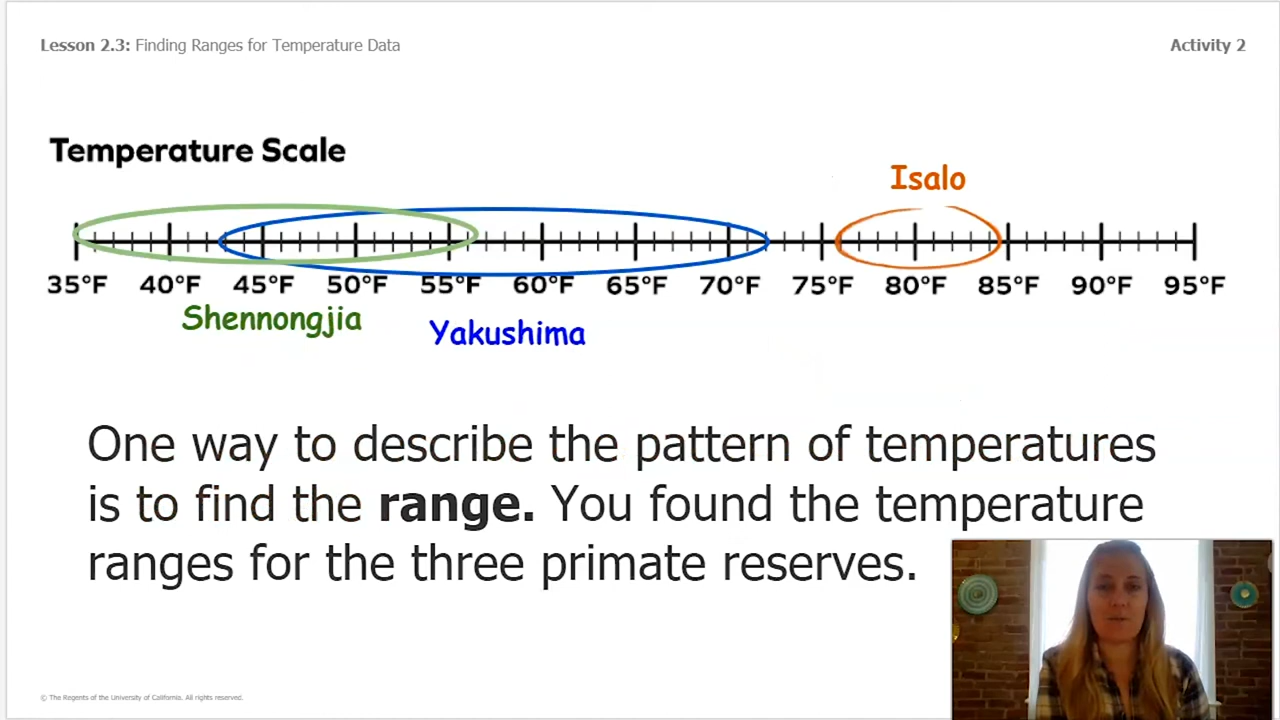 Lesson 2.3: Finding Ranges for Temperature Data
Activity 2
Temperature Scale
Isalo
35°F 40°F 45°F 50°F 55°F 60°F 65°F 70°F 75°F 80°F 85°F 90°F 95°F
Shennongjia
Yakushima
One way to describe the pattern of temperatures
is to find the range. You found the temperature
ranges for the three primate reserves.
© The Regents of the University of California. All rights reserved.